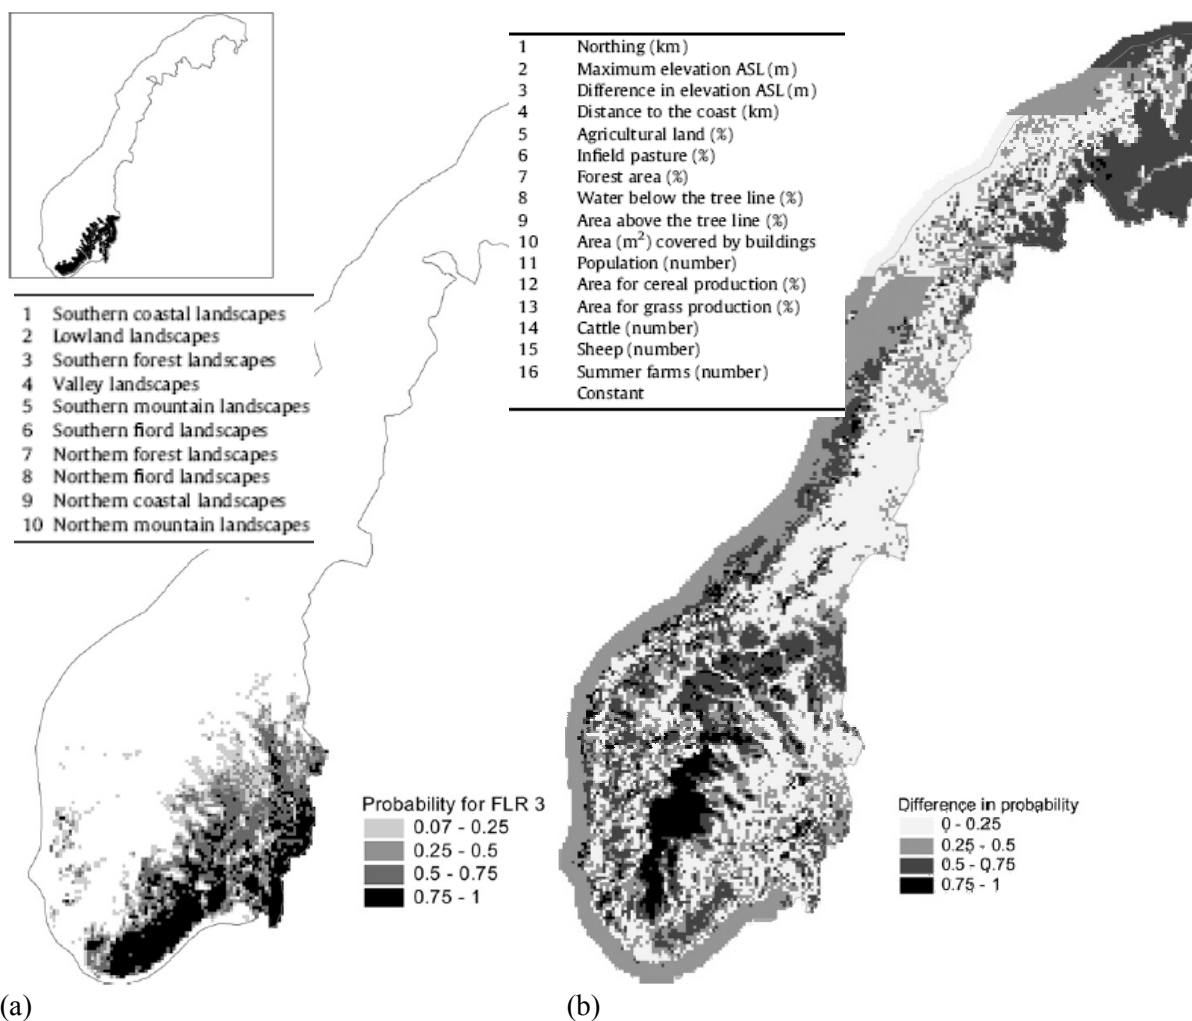 1 Southern coastal landscapes
2 Lowland landscapes
3 Southern forest landscapes
4 Valley landscapes
5 Southern mountain landscapes
6 Southern fiord landscapes
7 Northern forest landscapes
8 Northern fiord landscapes
9 Northern coastal landscapes
10 Northern mountain landscapes
Probability for FLR 3
0.07 - 0.25
0.25 - 0.5
0.5 - 0.75
0.75 - 1
(a)
1 Northing (km)
2 Maximum elevation ASL (m)
3 Difference in elevation ASL (m)
4 Distance to the coast (km)
5 Agricultural land (%)
6 Infield pasture (%)
7 Forest area (%)
8 Water below the tree line (%)
9 Area above the tree line (%)
10 Area (m²) covered by buildings
11 Population (number)
12 Area for cereal production (%)
13 Area for grass production (%)
14 Cattle (number)
15 Sheep (number)
16 Summer farms (number)
Constant
Difference in probability
0 - 0.25
0.25 - 0.5
0.5 - 0.75
0.75 - 1
(b)